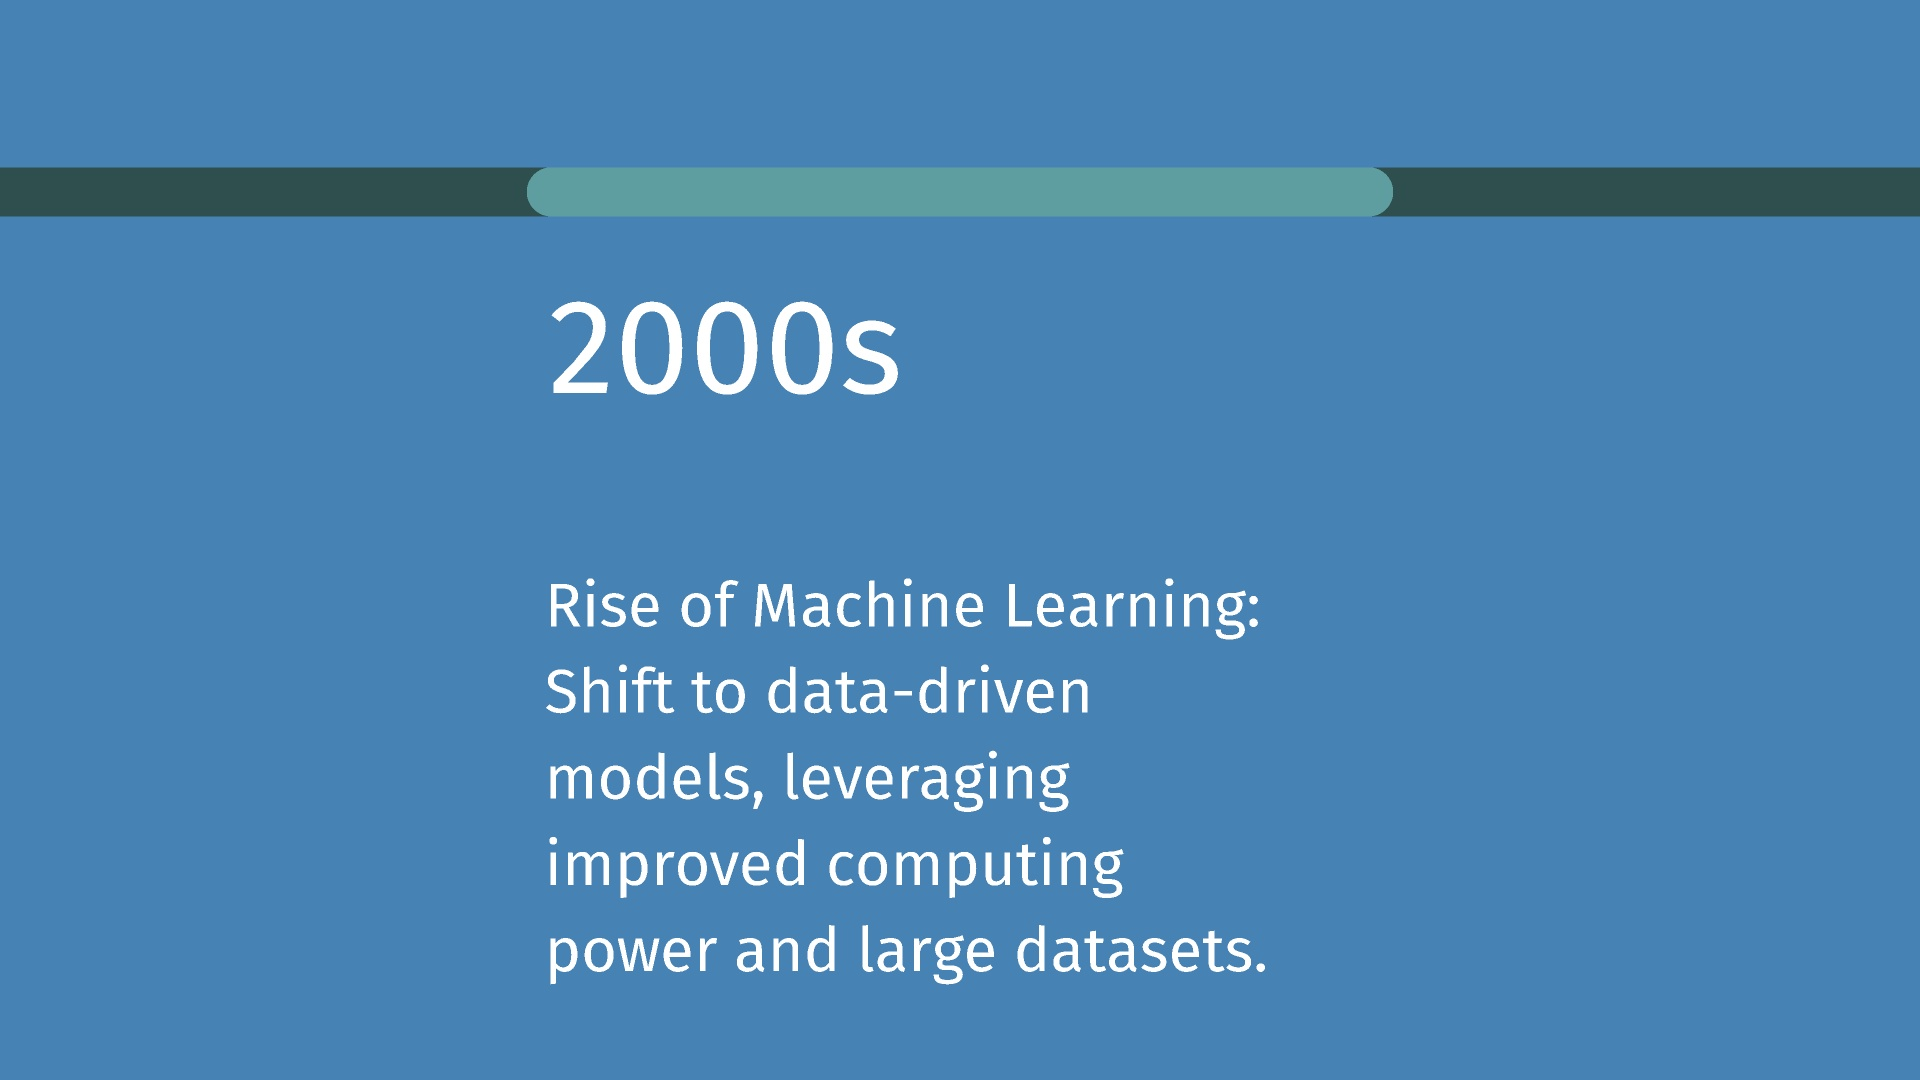 2000s
Rise of Machine Learning:
Shift to data-driven
models, leveraging
improved computing
power and large datasets.